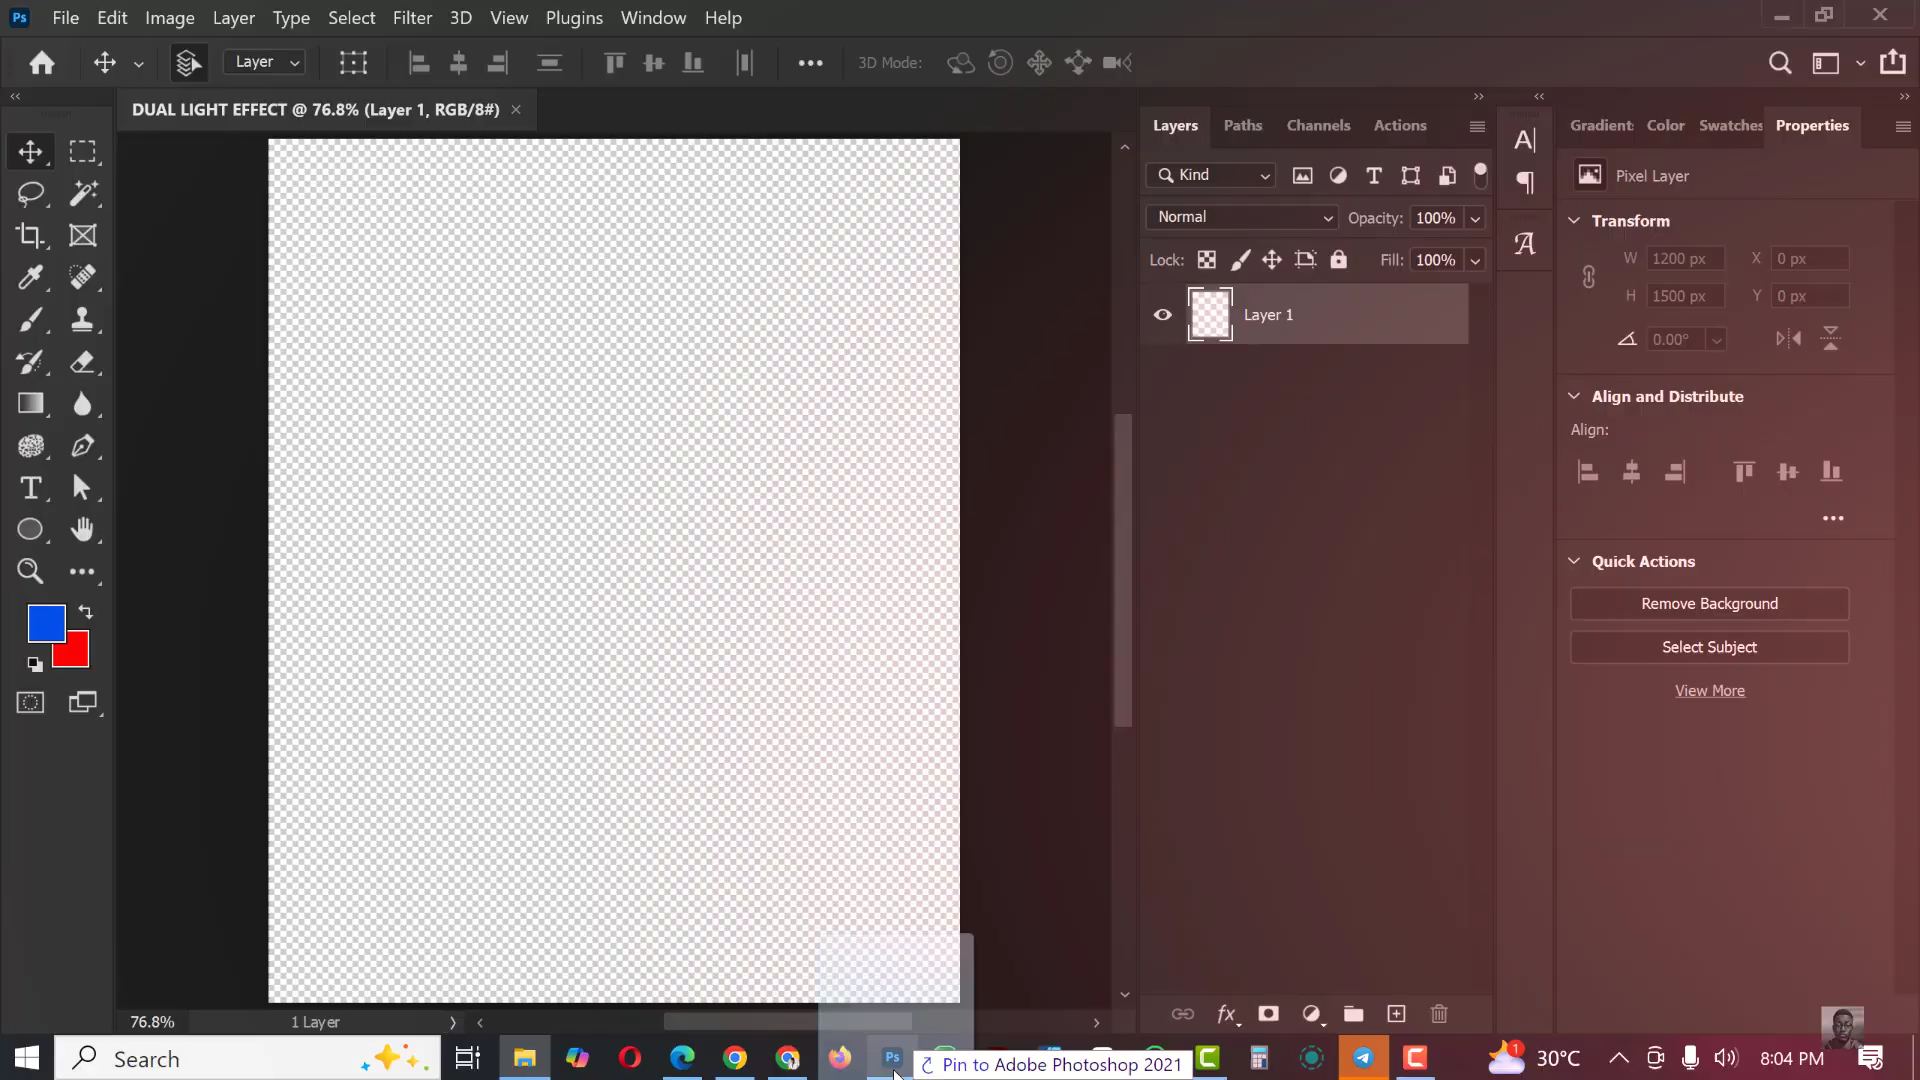 Ps File Edit Image Layer Type Select Filter 3D View Plugins Window Help
Layer 3D Mode:
DUAL LIGHT EFFECT @ 76.8% (Layer 1, RGB/8#) ×
Layers Paths Channels Actions
Gradient Color Swatches Properties
Kind
Pixel Layer
Normal Opacity: 100%
Transform
Lock: Fill: 100%
W 1200 px X 0 px
H 1500 px Y 0 px
Layer 1
0.00°
Align and Distribute
Align:
Quick Actions
Remove Background
Select Subject
View More
76.8% 1 Layer
Search
Ps
Pin to Adobe Photoshop 2021
1
30°C
8:04 PM